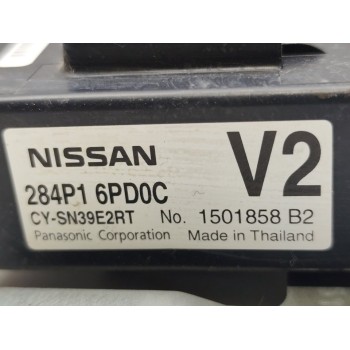 NISSAN V2
284P1 6PD0C
CY-SN39E2RT No. 1501858 B2
Panasonic Corporation Made in Thailand